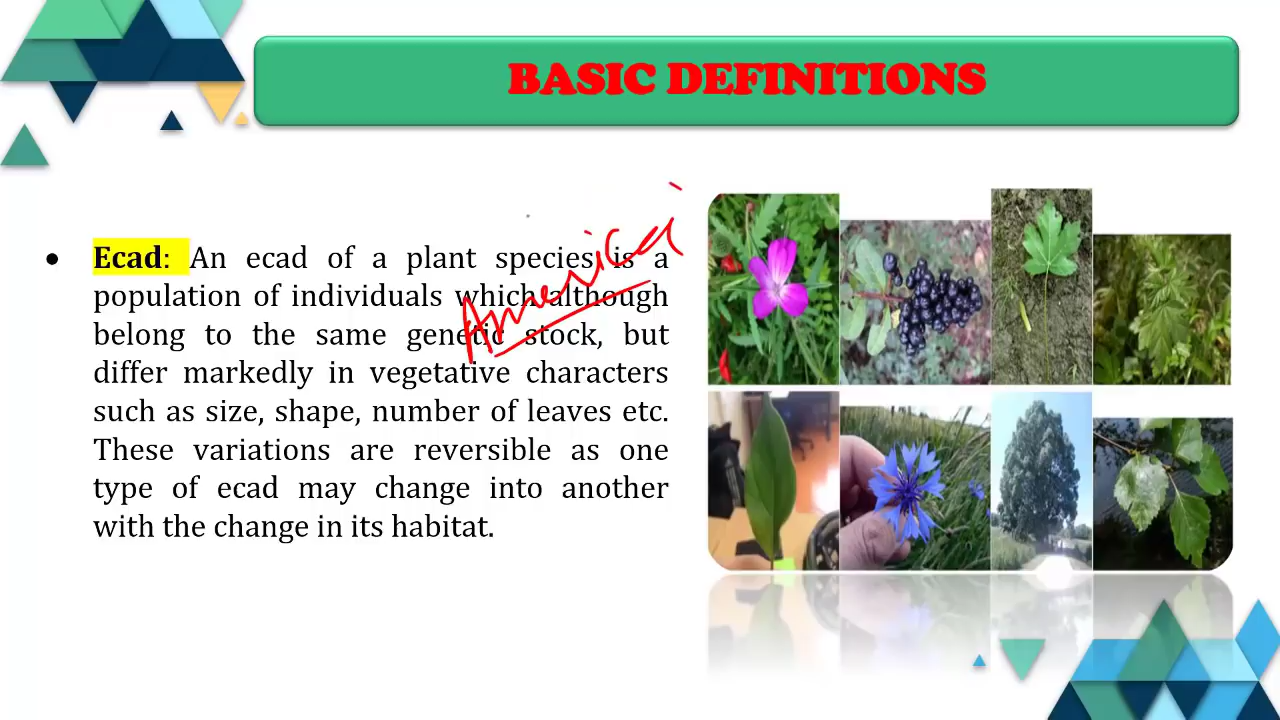 BASIC DEFINITIONS
• Ecad: An ecad of a plant species is a
population of individuals which although
belong to the same genetic stock, but
differ markedly in vegetative characters
such as size, shape, number of leaves etc.
These variations are reversible as one
type of ecad may change into another
with the change in its habitat.
America